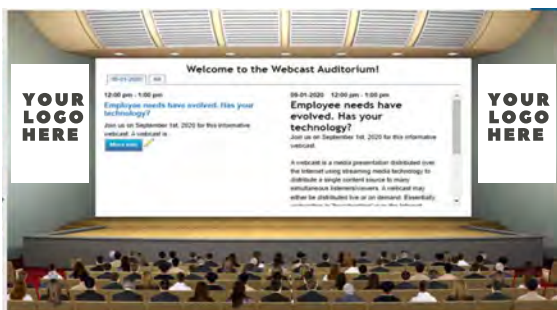 Welcome to the Webcast Auditorium!
09-01-2020 All
YOUR
LOGO
HERE
12:00 pm - 1:00 pm
Employee needs have evolved. Has your
technology?
Join us on September 1st, 2020 for this informative
webcast. A webcast is ...
More Info
09-01-2020 12:00 pm - 1:00 pm
Employee needs have
evolved. Has your
technology?
Join us on September 1st, 2020 for this informative
webcast.
A webcast is a media presentation distributed over
the Internet using streaming media technology to
distribute a single content source to many
simultaneous listeners/viewers. A webcast may
either be distributed live or on demand. Essentially,
YOUR
LOGO
HERE